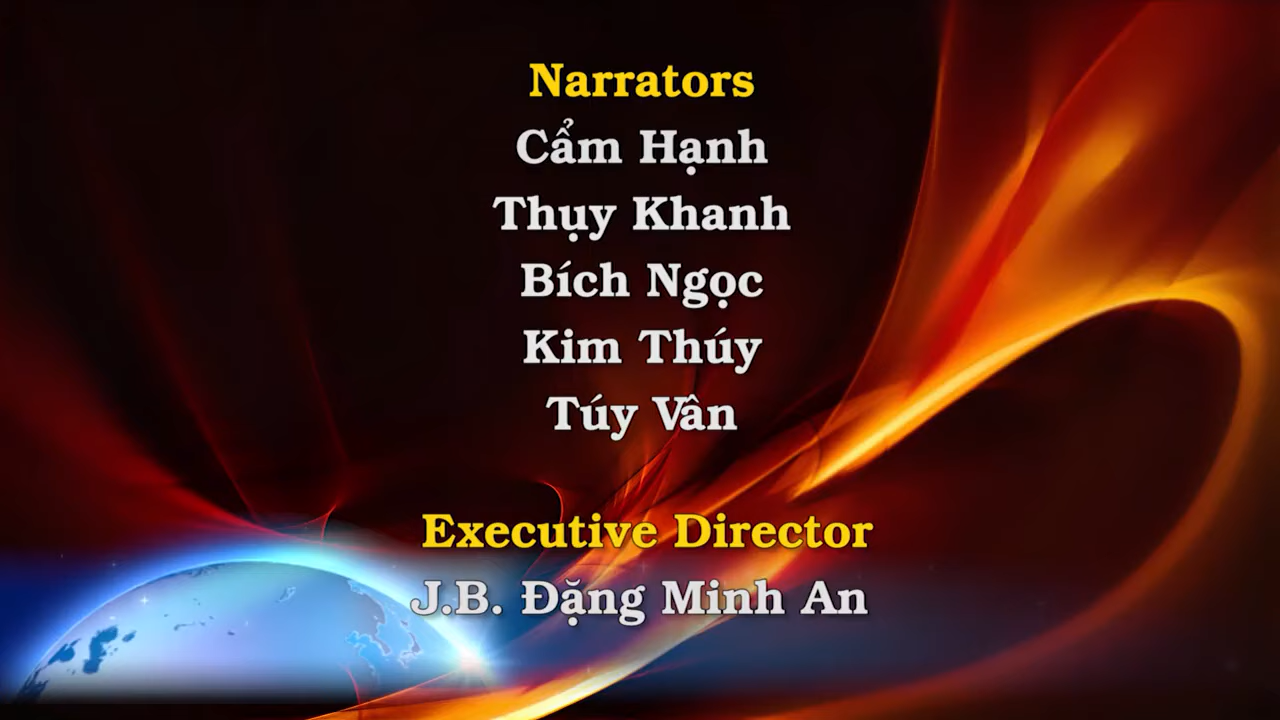 Narrators
Cẩm Hạnh
Thụy Khanh
Bích Ngọc
Kim Thúy
Túy Vân
Executive Director
J.B. Đặng Minh An